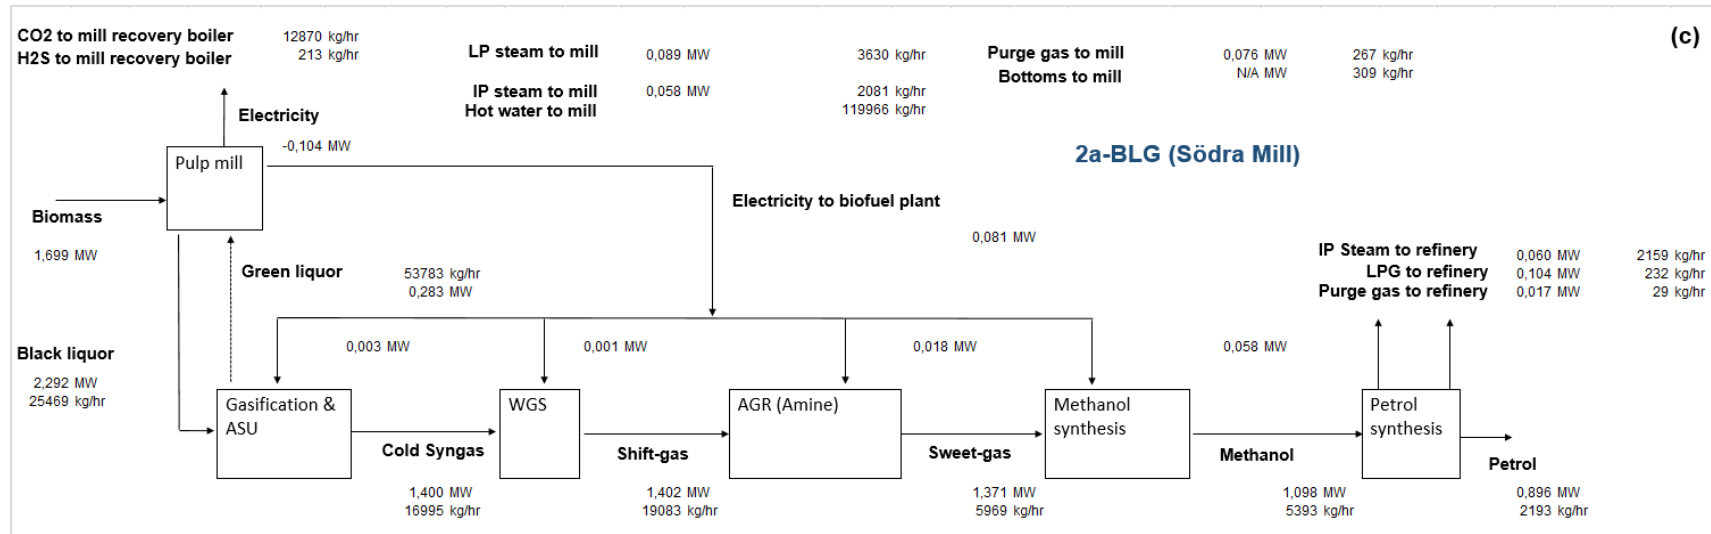 (c)
CO2 to mill recovery boiler 12870 kg/hr
H2S to mill recovery boiler 213 kg/hr
LP steam to mill 0,089 MW 3630 kg/hr
IP steam to mill 0,058 MW 2081 kg/hr
Hot water to mill 119966 kg/hr
Purge gas to mill 0,076 MW 267 kg/hr
Bottoms to mill N/A MW 309 kg/hr
Electricity
-0,104 MW
2a-BLG (Södra Mill)
Pulp mill
Biomass
1,699 MW
Electricity to biofuel plant
0,081 MW
Green liquor 53783 kg/hr
0,283 MW
IP Steam to refinery 0,060 MW 2159 kg/hr
LPG to refinery 0,104 MW 232 kg/hr
Purge gas to refinery 0,017 MW 29 kg/hr
0,003 MW
0,001 MW
0,018 MW
0,058 MW
Black liquor
2,292 MW
25469 kg/hr
Gasification &
ASU
WGS
AGR (Amine)
Methanol
synthesis
Petrol
synthesis
Cold Syngas
1,400 MW
16995 kg/hr
Shift-gas
1,402 MW
19083 kg/hr
Sweet-gas
1,371 MW
5969 kg/hr
Methanol
1,098 MW
5393 kg/hr
Petrol
0,896 MW
2193 kg/hr